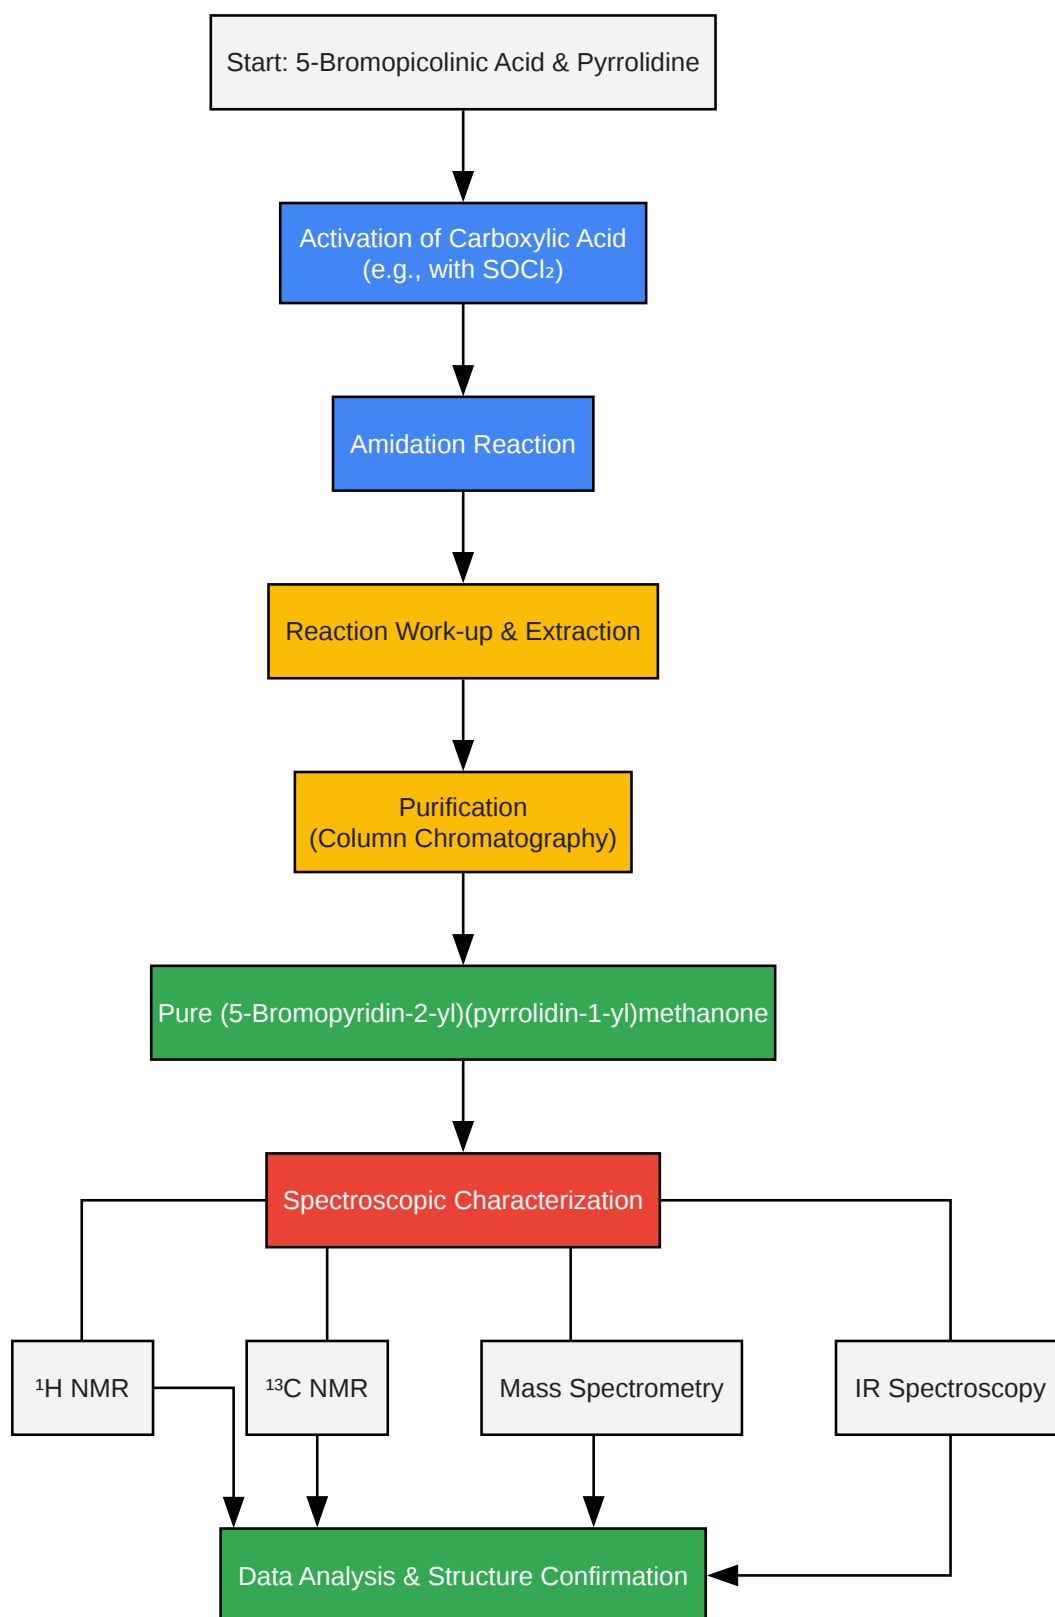 Start: 5-Bromopicolinic Acid & Pyrrolidine
Activation of Carboxylic Acid
(e.g., with SOCl₂)
Amidation Reaction
Reaction Work-up & Extraction
Purification
(Column Chromatography)
Pure (5-Bromopyridin-2-yl)(pyrrolidin-1-yl)methanone
Spectroscopic Characterization
¹H NMR
¹³C NMR
Mass Spectrometry
IR Spectroscopy
Data Analysis & Structure Confirmation